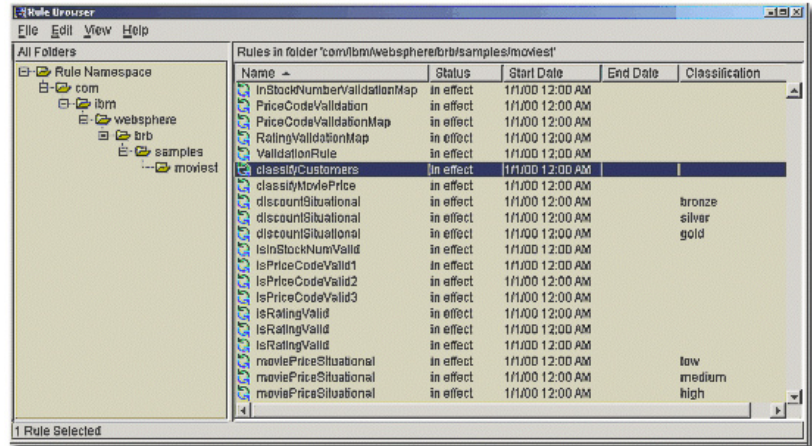 Rule Browser
File Edit View Help
All Folders
Rules in folder 'com/ibm/websphere/brb/samples/moviest'
Rule Namespace
com
ibm
websphere
brb
samples
moviest
Name Status Start Date End Date Classification
InStockNumberValidationMap in effect 1/1/00 12:00 AM
PriceCodeValidation in effect 1/1/00 12:00 AM
PriceCodeValidationMap in effect 1/1/00 12:00 AM
RatingValidationMap in effect 1/1/00 12:00 AM
ValidationRule in effect 1/1/00 12:00 AM
classifyCustomers in effect 1/1/00 12:00 AM
classifyMoviePrice in effect 1/1/00 12:00 AM
discountSituational in effect 1/1/00 12:00 AM bronze
discountSituational in effect 1/1/00 12:00 AM silver
discountSituational in effect 1/1/00 12:00 AM gold
isInStockNumValid in effect 1/1/00 12:00 AM
isPriceCodeValid1 in effect 1/1/00 12:00 AM
isPriceCodeValid2 in effect 1/1/00 12:00 AM
isPriceCodeValid3 in effect 1/1/00 12:00 AM
isRatingValid in effect 1/1/00 12:00 AM
isRatingValid in effect 1/1/00 12:00 AM
isRatingValid in effect 1/1/00 12:00 AM
moviePriceSituational in effect 1/1/00 12:00 AM low
moviePriceSituational in effect 1/1/00 12:00 AM medium
moviePriceSituational in effect 1/1/00 12:00 AM high
1 Rule Selected